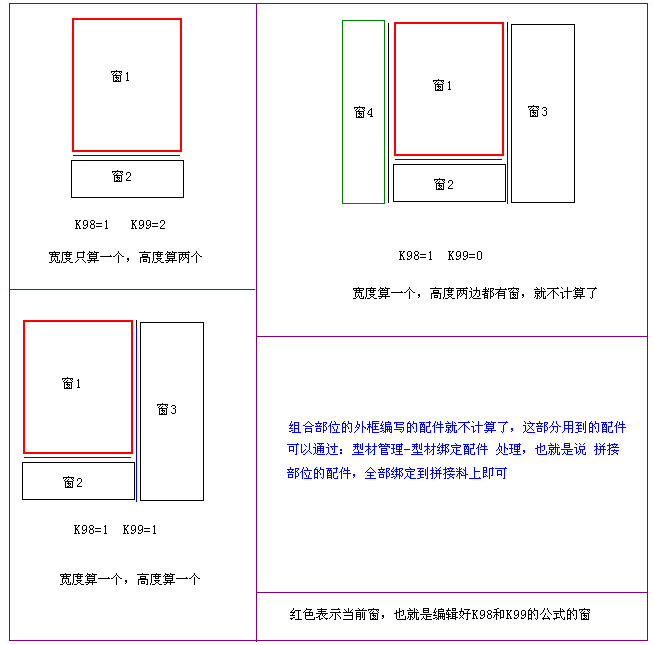 窗1
窗2
K98=1 K99=2
宽度只算一个，高度算两个
窗4
窗1
窗3
窗2
K98=1 K99=0
宽度算一个，高度两边都有窗，就不计算了
窗1
窗3
窗2
K98=1 K99=1
宽度算一个，高度算一个
组合部位的外框编写的配件就不计算了，这部分用到的配件
可以通过：型材管理-型材绑定配件 处理，也就是说 拼接
部位的配件，全部绑定到拼接料上即可
红色表示当前窗，也就是编辑好K98和K99的公式的窗